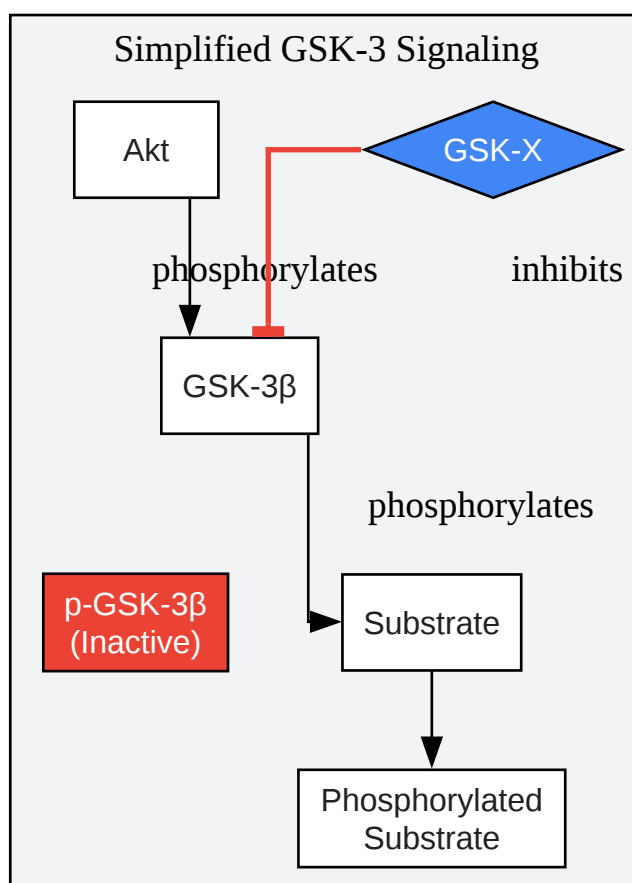 Simplified GSK-3 Signaling
Akt
GSK-X
phosphorylates
inhibits
GSK-3β
phosphorylates
p-GSK-3β
(Inactive)
Substrate
Phosphorylated
Substrate